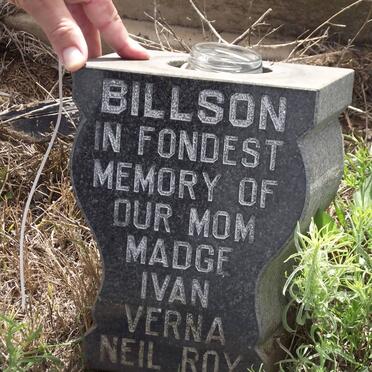 BILLSON
IN FONDEST
MEMORY OF
OUR MOM
MADGE
IVAN
VERNA
NEIL ROY